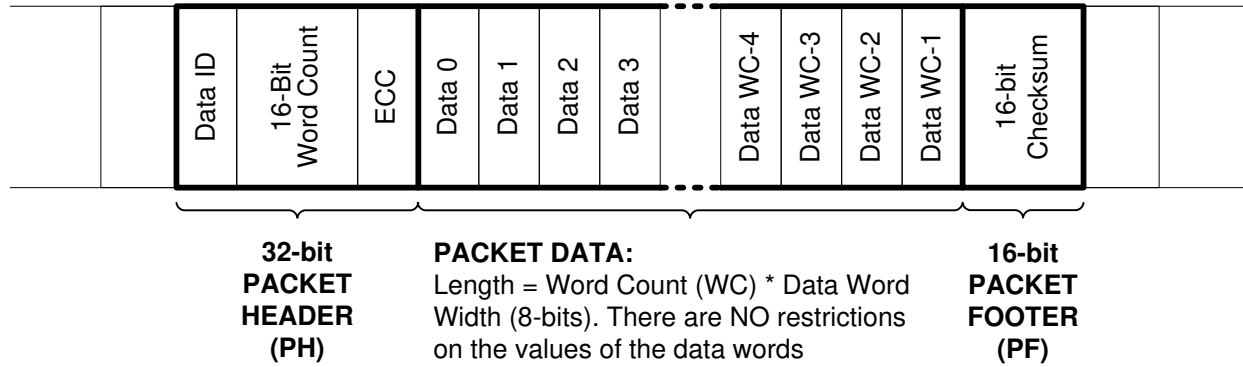 Data ID
16-Bit
Word Count
ECC
Data 0
Data 1
Data 2
Data 3
Data WC-4
Data WC-3
Data WC-2
Data WC-1
16-bit
Checksum
32-bit
PACKET
HEADER
(PH)
PACKET DATA:
Length = Word Count (WC) * Data Word
Width (8-bits). There are NO restrictions
on the values of the data words
16-bit
PACKET
FOOTER
(PF)